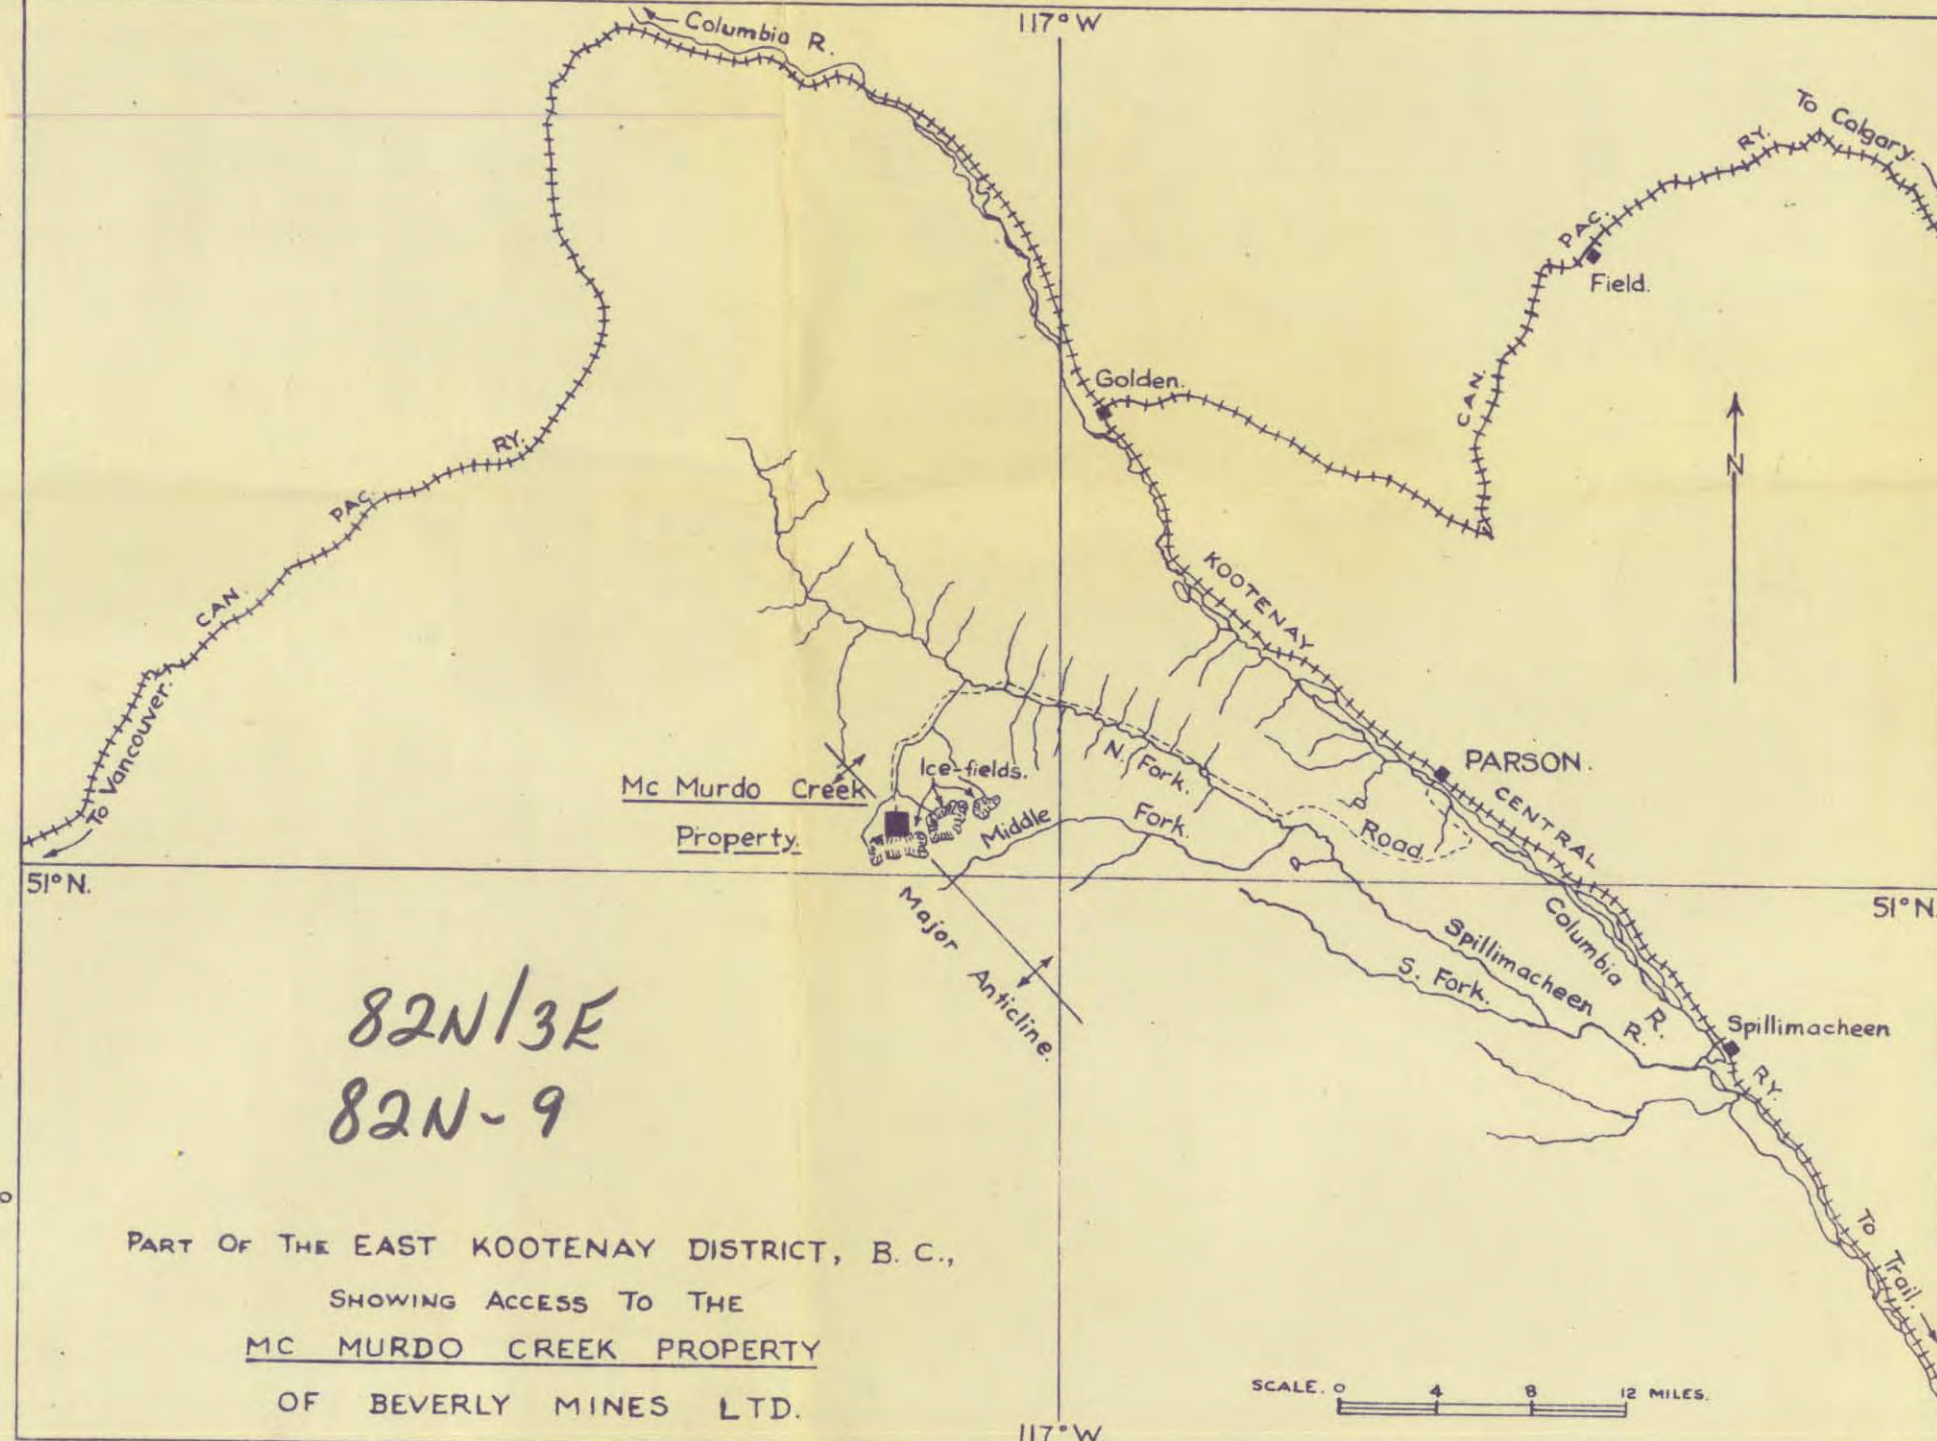 Columbia R.
117° W
To Calgary.
RY.
PAC.
Field.
CAN.
Golden.
N
RY.
PAC.
CAN
To Vancouver.
KOOTENAY
PARSON.
CENTRAL
Mc Murdo Creek
Property.
Ice-fields.
N. Fork.
Middle
Fork.
Road
51° N.
51° N.
Major Anticline.
Columbia R.
Spillimacheen R.
S. Fork.
Spillimacheen
RY.
To Trail.
82N/3E
82N-9
PART OF THE EAST KOOTENAY DISTRICT, B. C.,
SHOWING ACCESS TO THE
MC MURDO CREEK PROPERTY
OF BEVERLY MINES LTD.
SCALE. 0 4 8 12 MILES.
117° W